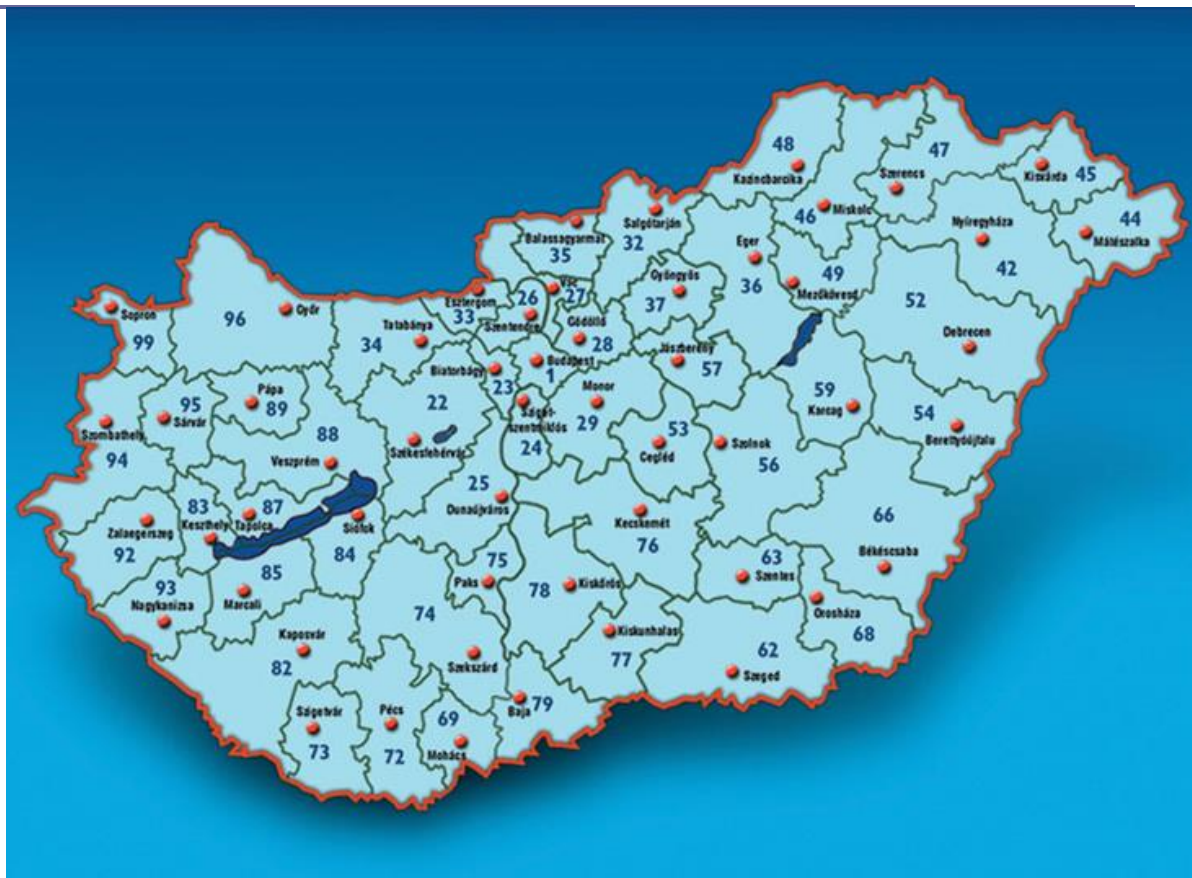 48
Kazincbarcika
47
Szerencs
Kisvárda
45
Salgótarján
32
46
Miskolc
Nyíregyháza
42
44
Mátészalka
Balassagyarmat
35
Eger
36
49
Mezőkövesd
Gyöngyös
37
52
Debrecen
Sopron
99
96
Győr
Esztergom
33
26
Szentendre
27
Gödöllő
28
Tatabánya
34
Jászberény
57
Biatorbágy
23
Budapest
1
59
Karcag
54
Berettyóújfalu
95
Sárvár
Pápa
89
22
Székesfehérvár
Sziget-
szentmiklós
24
Monor
29
53
Cegléd
Szolnok
56
Szombathely
94
88
Veszprém
25
Dunaújváros
83
Keszthely
87
Tapolca
Siófok
84
Kecskemét
76
66
Békéscsaba
Zalaegerszeg
92
93
Nagykanizsa
85
Marcali
75
Paks
78
Kiskőrös
63
Szentes
Orosháza
68
74
Kaposvár
82
Kiskunhalas
77
Szekszárd
62
Szeged
Szigetvár
73
Pécs
72
69
Mohács
Baja
79